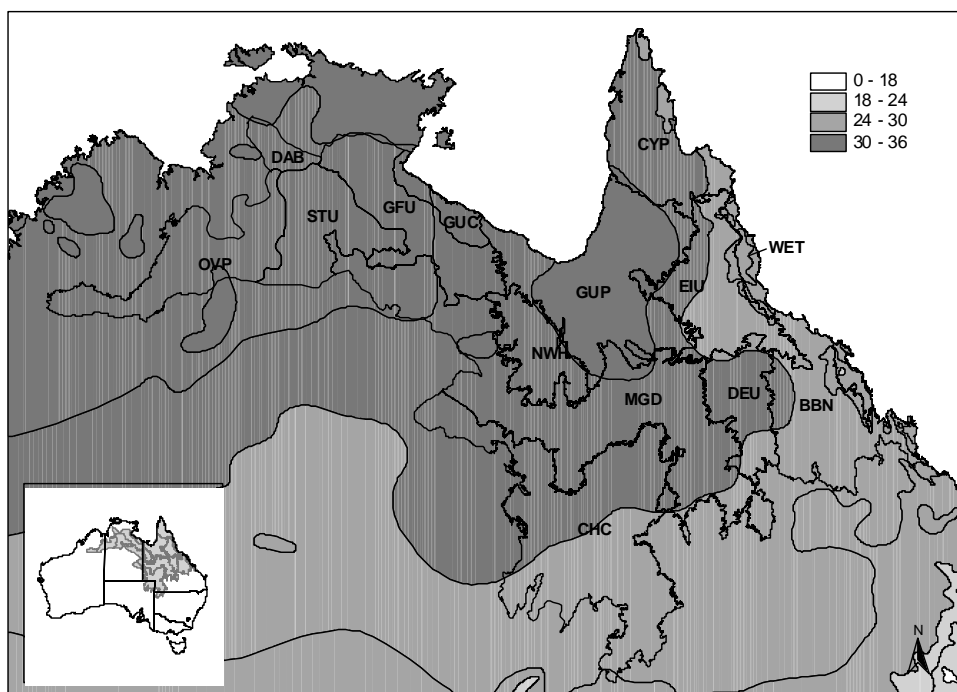 0 - 18
18 - 24
24 - 30
30 - 36
CYP
DAB
GFU
STU
GUC
WET
OVP
EIU
GUP
NWH
MGD
DEU
BBN
CHC
N